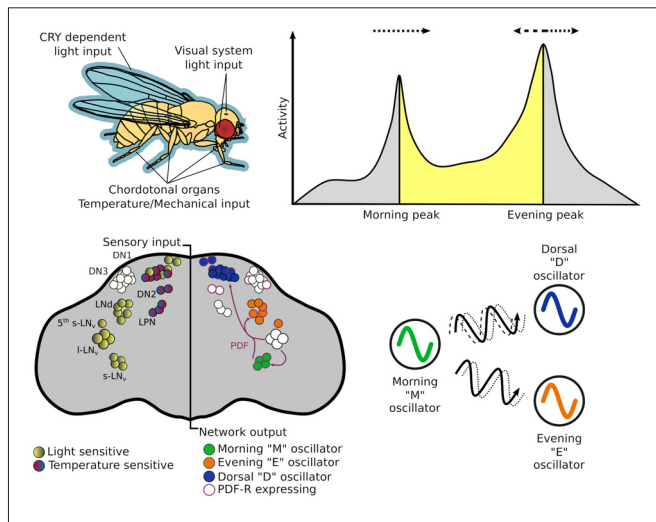 CRY dependent
light input
Visual system
light input
Chordotonal organs
Temperature/Mechanical input
Activity
Morning peak
Evening peak
Sensory input
DN1
DN3
DN2
LNd
LPN
5th s-LNv
l-LNv
s-LNv
PDF
Network output
Light sensitive
Temperature sensitive
Morning "M" oscillator
Evening "E" oscillator
Dorsal "D" oscillator
PDF-R expressing
Dorsal
"D"
oscillator
Morning
"M"
oscillator
Evening
"E"
oscillator